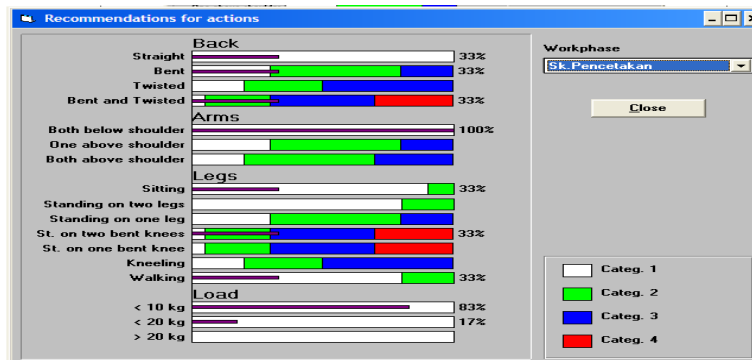 Recommendations for actions
Back
Straight 33%
Bent 33%
Twisted
Bent and Twisted 33%
Arms
Both below shoulder 100%
One above shoulder
Both above shoulder
Legs
Sitting 33%
Standing on two legs
Standing on one leg
St. on two bent knees 33%
St. on one bent knee
Kneeling
Walking 33%
Load
< 10 kg 83%
< 20 kg 17%
> 20 kg
Workphase
Sk.Pencetakan
Close
Categ. 1
Categ. 2
Categ. 3
Categ. 4